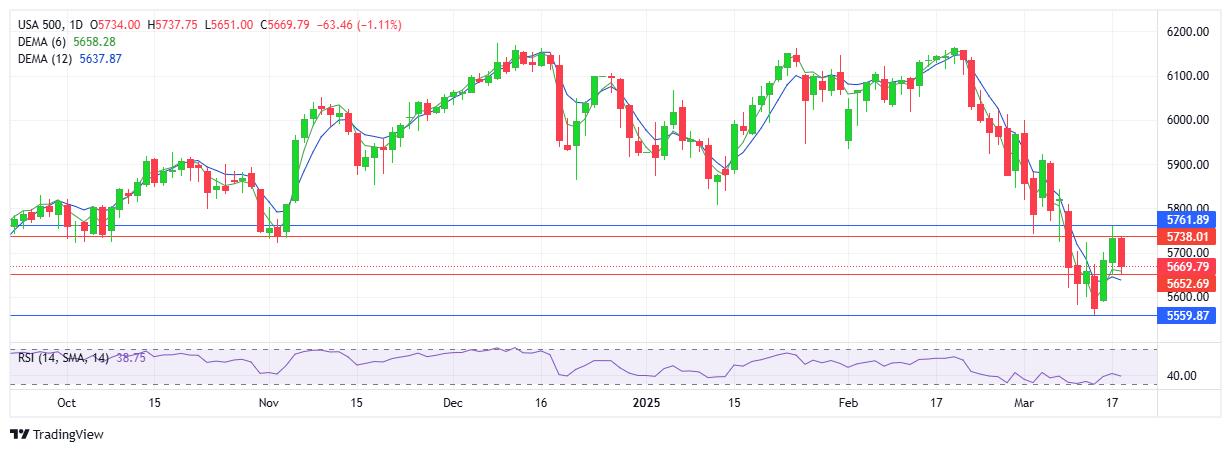 USA 500, 1D O5734.00 H5737.75 L5651.00 C5669.79 −63.46 (−1.11%)
DEMA (6) 5658.28
DEMA (12) 5637.87
6200.00
6100.00
6000.00
5900.00
5800.00
5761.89
5738.01
5700.00
5669.79
5652.69
5600.00
5559.87
RSI (14, SMA, 14) 38.75
40.00
Oct 15 Nov 15 Dec 16 2025 15 Feb 17 Mar 17
TradingView